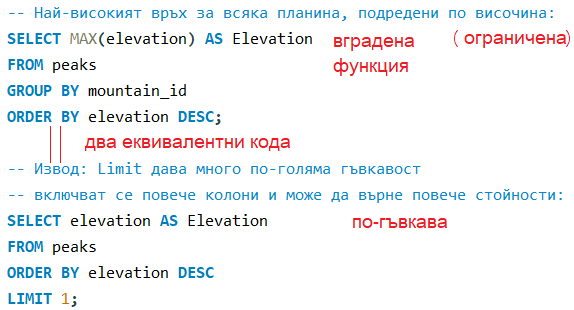 -- Най-високият връх за всяка планина, подредени по височина:
SELECT MAX(elevation) AS Elevation вградена ( ограничена)
FROM peaks функция
GROUP BY mountain_id
ORDER BY elevation DESC;
два еквивалентни кода
-- Извод: Limit дава много по-голяма гъвкавост
-- включват се повече колони и може да върне повече стойности:
SELECT elevation AS Elevation по-гъвкава
FROM peaks
ORDER BY elevation DESC
LIMIT 1;